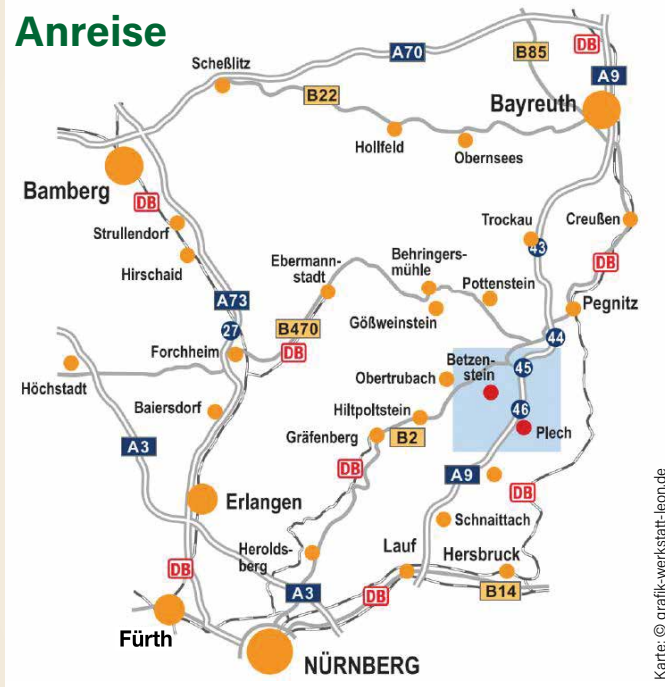 Anreise
A70
B85
DB
A9
Scheßlitz
B22
Bayreuth
Hollfeld
Obernsees
Bamberg
DB
Strullendorf
Hirschaid
Trockau
43
Creußen
DB
Ebermann-
stadt
Behringers-
mühle
Pottenstein
Pegnitz
A73
27
B470
DB
Gößweinstein
44
Forchheim
Höchstadt
Betzen-
stein
45
Obertrubach
Baiersdorf
Hiltpoltstein
46
Plech
A3
Gräfenberg
B2
DB
A9
DB
Erlangen
Schnaittach
Herolds-
berg
Lauf
Hersbruck
DB
A3
DB
B14
Fürth
NÜRNBERG
Karte: © grafik-werkstatt-leon.de